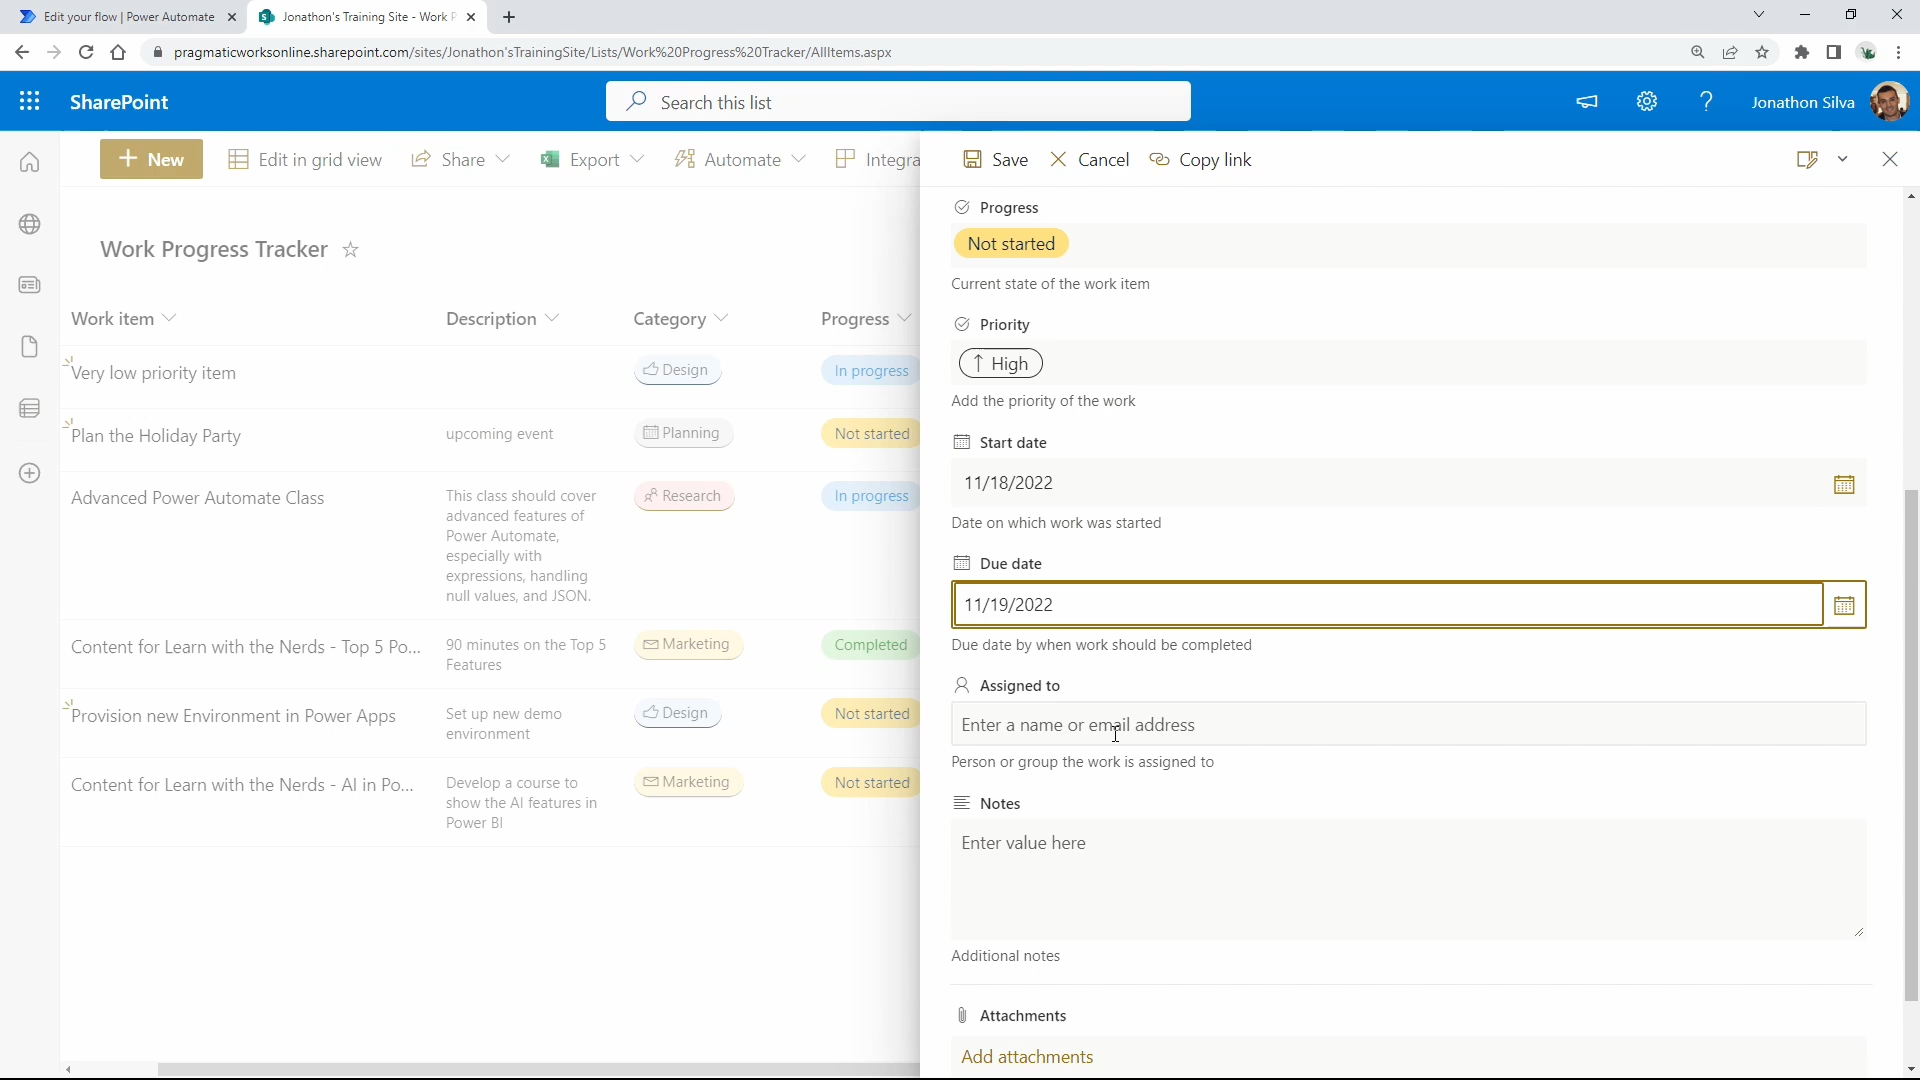 Edit your flow | Power Automate
Jonathon's Training Site - Work P
pragmaticworksonline.sharepoint.com/sites/Jonathon'sTrainingSite/Lists/Work%20Progress%20Tracker/AllItems.aspx
SharePoint
Search this list
Jonathon Silva
New
Edit in grid view
Share
Export
Automate
Integra
Save
Cancel
Copy link
Work Progress Tracker
Work item
Description
Category
Progress
Very low priority item
Design
In progress
Plan the Holiday Party
upcoming event
Planning
Not started
Advanced Power Automate Class
This class should cover
advanced features of
Power Automate,
especially with
expressions, handling
null values, and JSON.
Research
In progress
Content for Learn with the Nerds - Top 5 Po...
90 minutes on the Top 5
Features
Marketing
Completed
Provision new Environment in Power Apps
Set up new demo
environment
Design
Not started
Content for Learn with the Nerds - AI in Po...
Develop a course to
show the AI features in
Power BI
Marketing
Not started
Progress
Not started
Current state of the work item
Priority
High
Add the priority of the work
Start date
11/18/2022
Date on which work was started
Due date
11/19/2022
Due date by when work should be completed
Assigned to
Enter a name or email address
Person or group the work is assigned to
Notes
Enter value here
Additional notes
Attachments
Add attachments